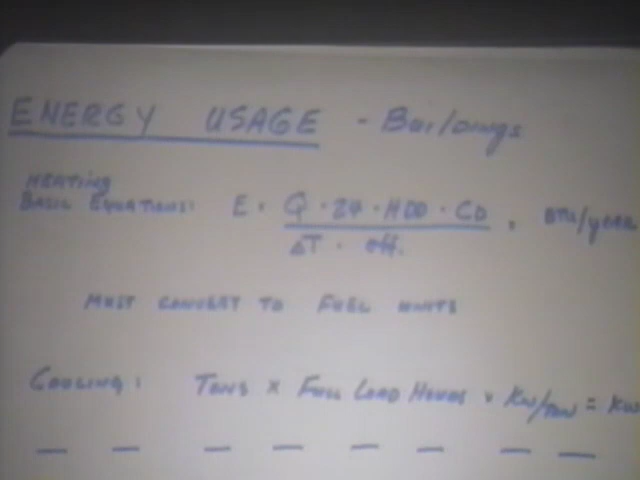 ENERGY USAGE - Buildings
HEATING
BASIC EQUATIONS: E = Q · 24 · HDD · CD = BTU/YEAR
ΔT · eff.
MUST CONVERT TO FUEL UNITS
COOLING: TONS x FULL LOAD HOURS x KW/TON = KW